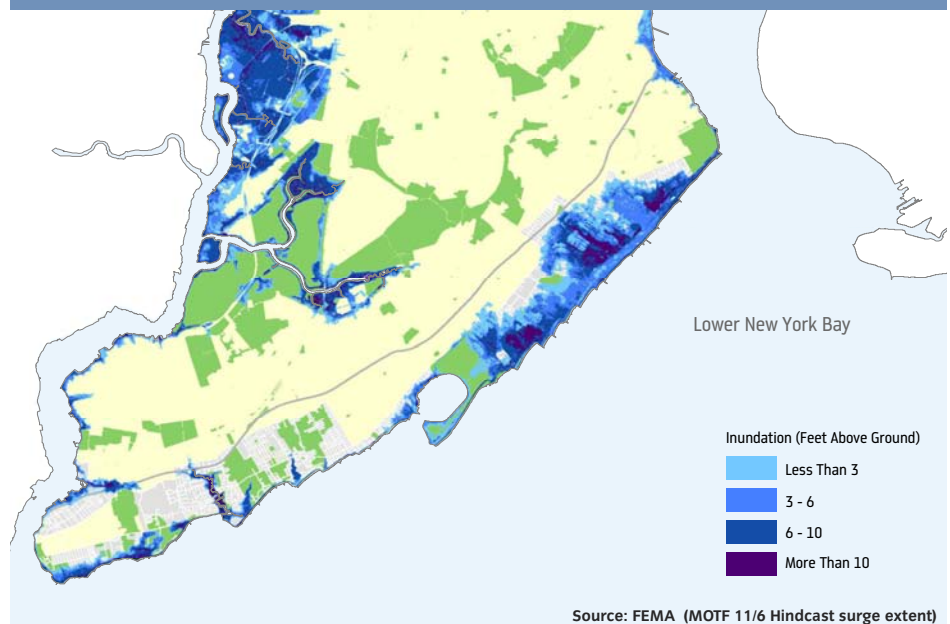 Lower New York Bay
Inundation (Feet Above Ground)
Less Than 3
3 - 6
6 - 10
More Than 10
Source: FEMA (MOTF 11/6 Hindcast surge extent)